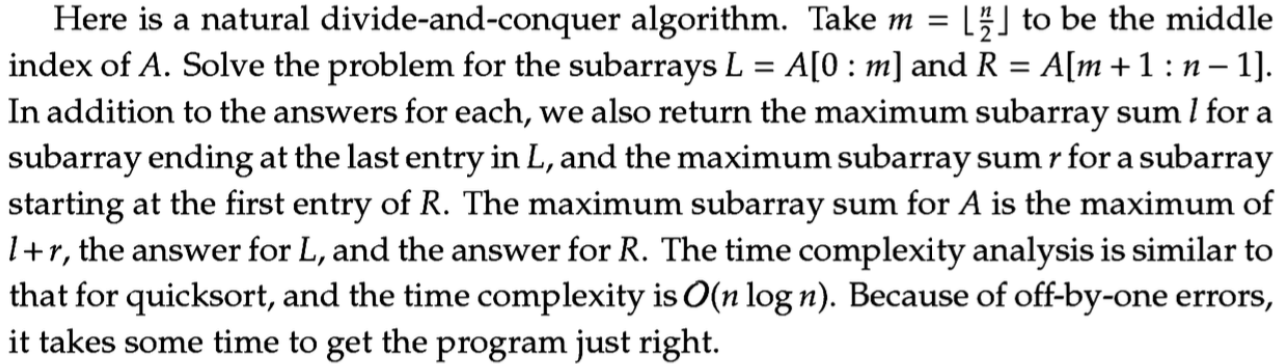 Here is a natural divide-and-conquer algorithm. Take m = ⌊n/2⌋ to be the middle
index of A. Solve the problem for the subarrays L = A[0 : m] and R = A[m + 1 : n − 1].
In addition to the answers for each, we also return the maximum subarray sum l for a
subarray ending at the last entry in L, and the maximum subarray sum r for a subarray
starting at the first entry of R. The maximum subarray sum for A is the maximum of
l+r, the answer for L, and the answer for R. The time complexity analysis is similar to
that for quicksort, and the time complexity is O(n log n). Because of off-by-one errors,
it takes some time to get the program just right.